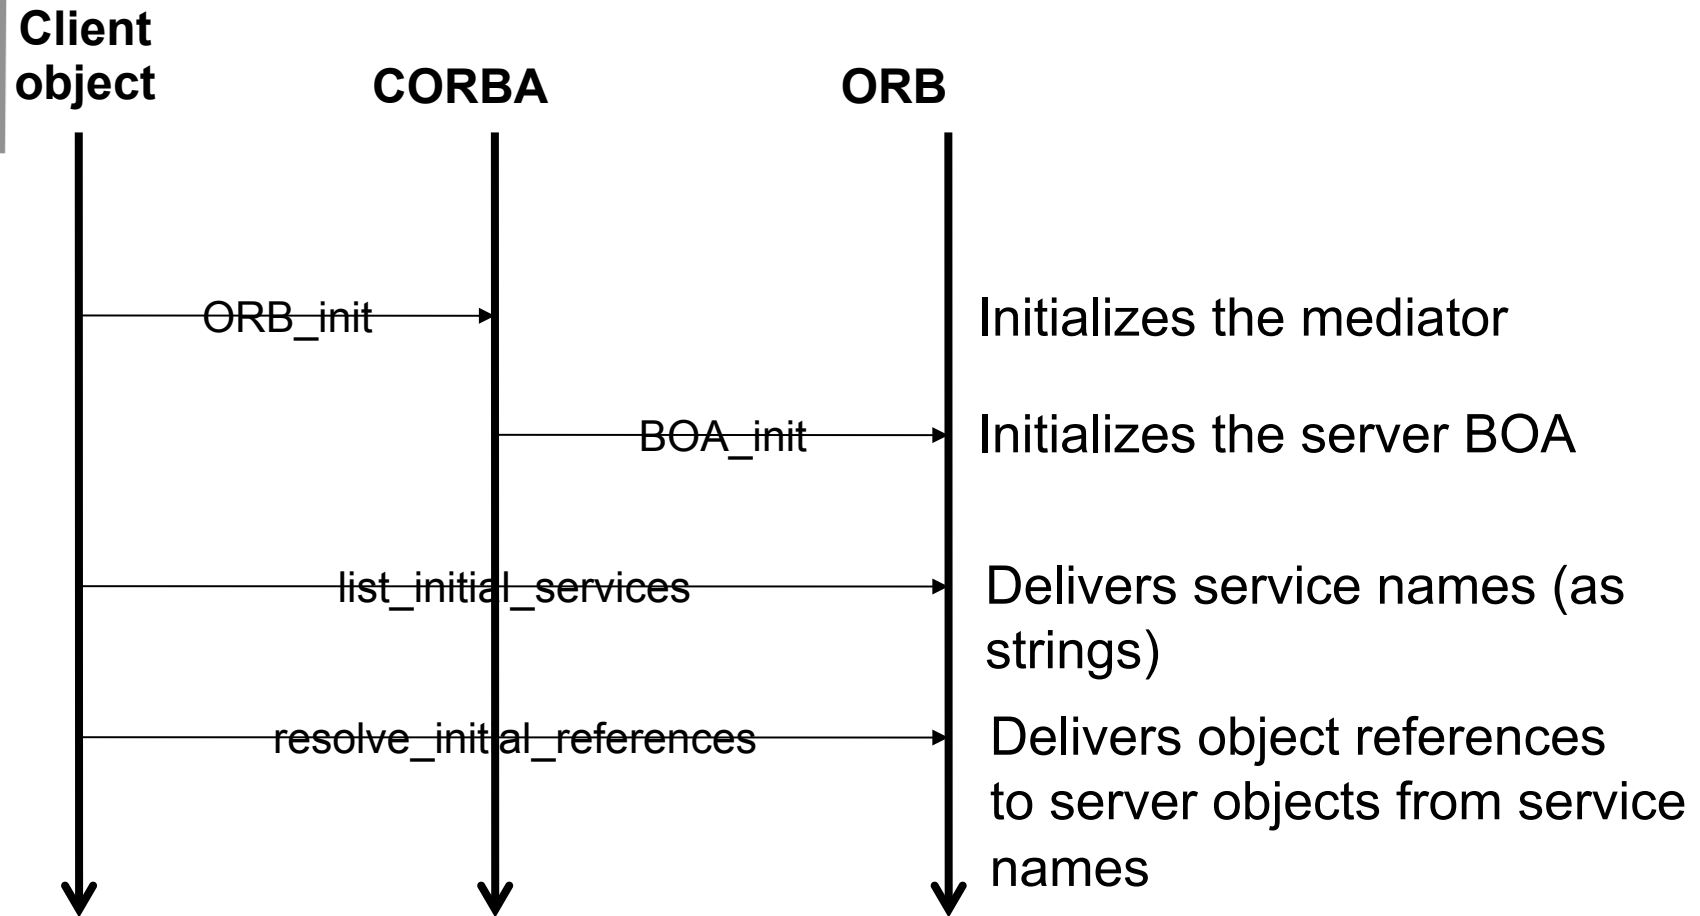 Client
object
CORBA
ORB
ORB_init
Initializes the mediator
BOA_init
Initializes the server BOA
list_initial_services
Delivers service names (as
strings)
resolve_initial_references
Delivers object references
to server objects from service
names